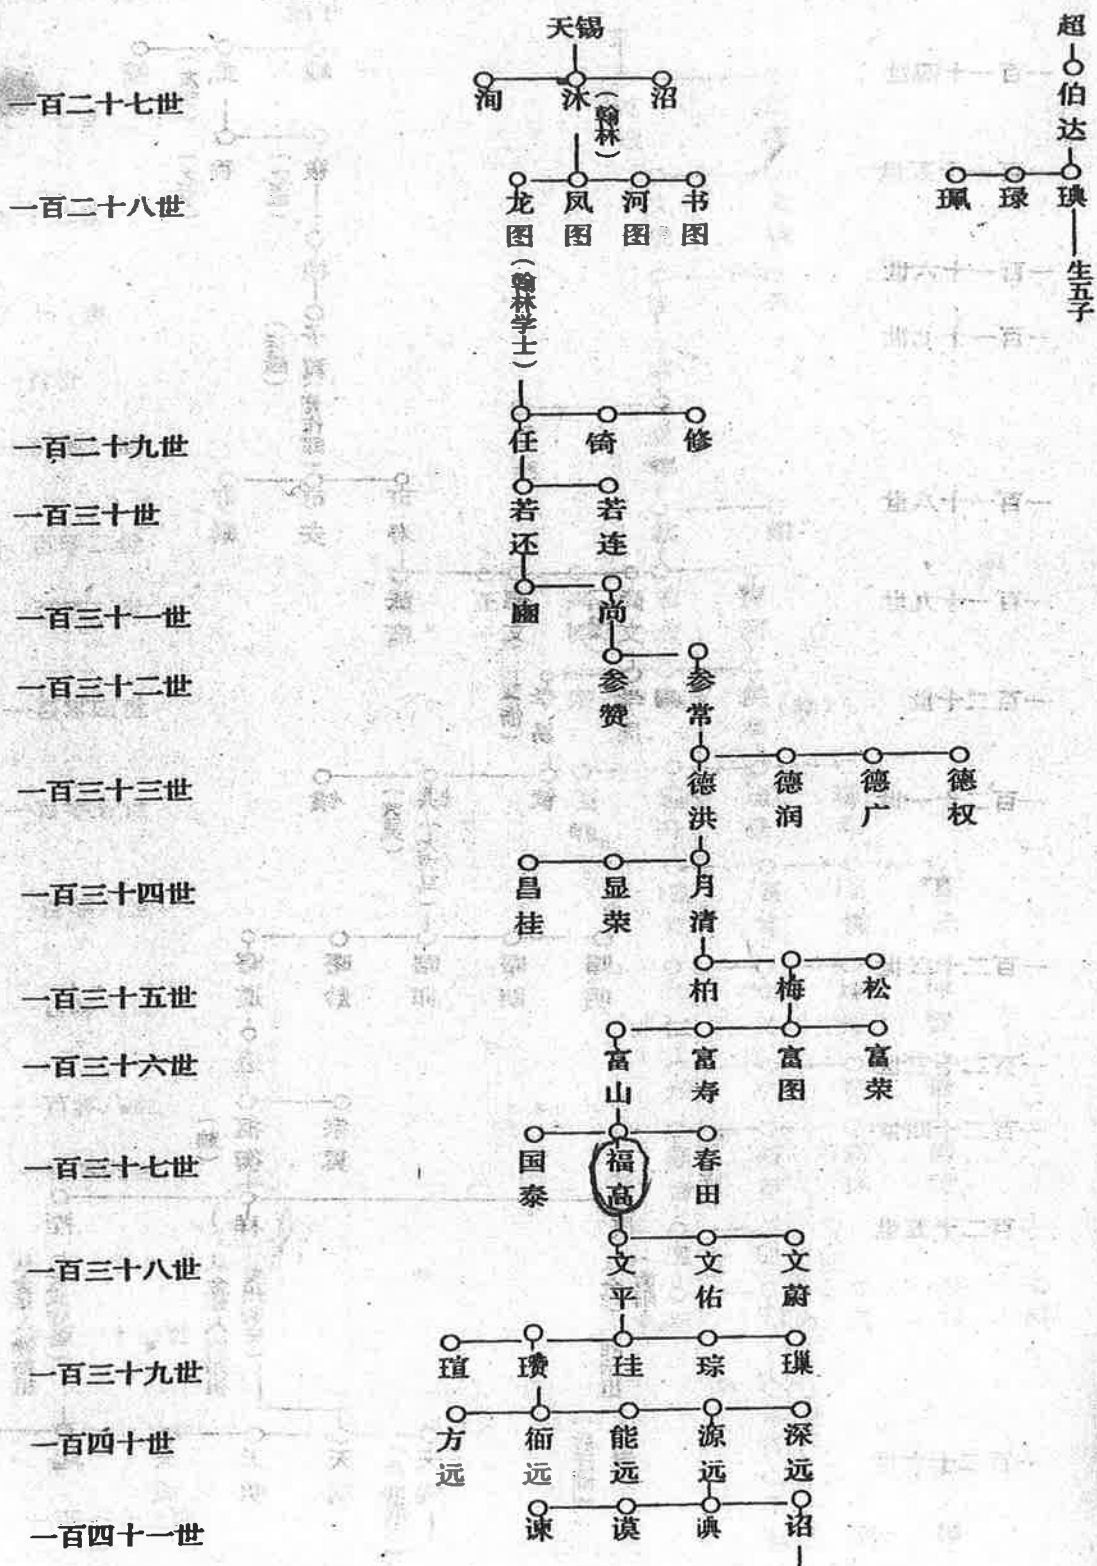 天锡
超
伯达
一百二十七世
洵 沐（翰林） 沼
一百二十八世
龙图（翰林学士） 凤图 河图 书图
珮 琭 琠
生五子
一百二十九世
任 锜 修
一百三十世
若还 若连
一百三十一世
尚
一百三十二世
参赞 参常
一百三十三世
德洪 德润 德广 德权
一百三十四世
昌桂 显荣 月清
一百三十五世
柏 梅 松
一百三十六世
富山 富寿 富图 富荣
一百三十七世
国泰 福高 春田
一百三十八世
文平 文佑 文蔚
一百三十九世
瑄 瓒 珪 琮 璅
一百四十世
方远 衙远 能远 源远 深远
一百四十一世
谏 谟 典 诏